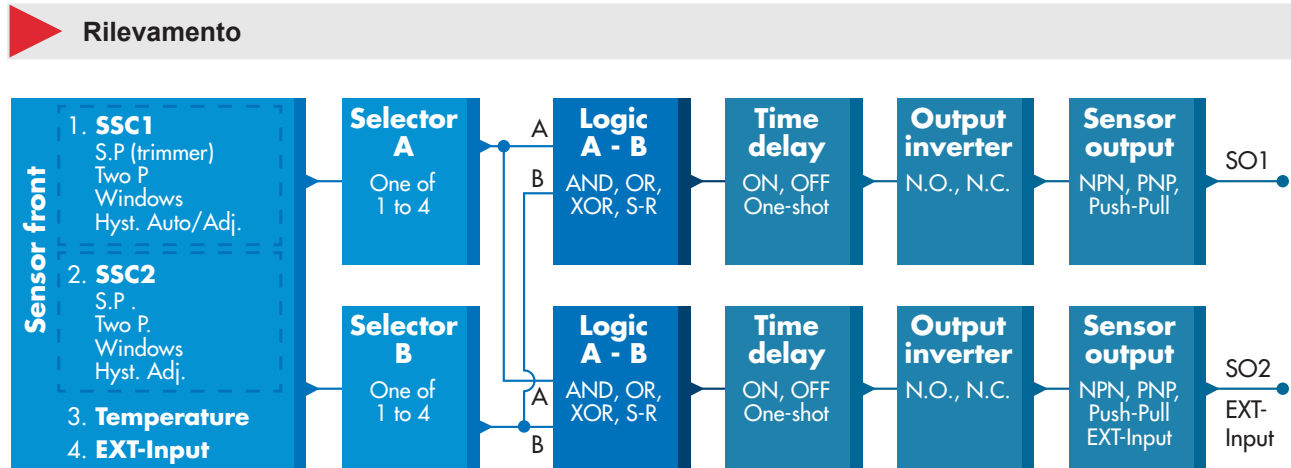 Rilevamento
Sensor front
1. SSC1
S.P (trimmer)
Two P
Windows
Hyst. Auto/Adj.
2. SSC2
S.P .
Two P.
Windows
Hyst. Adj.
3. Temperature
4. EXT-Input
Selector
A
One of
1 to 4
A
B
Logic
A - B
AND, OR,
XOR, S-R
Time
delay
ON, OFF
One-shot
Output
inverter
N.O., N.C.
Sensor
output
NPN, PNP,
Push-Pull
SO1
Selector
B
One of
1 to 4
A
B
Logic
A - B
AND, OR,
XOR, S-R
Time
delay
ON, OFF
One-shot
Output
inverter
N.O., N.C.
Sensor
output
NPN, PNP,
Push-Pull
EXT-Input
SO2
EXT-
Input